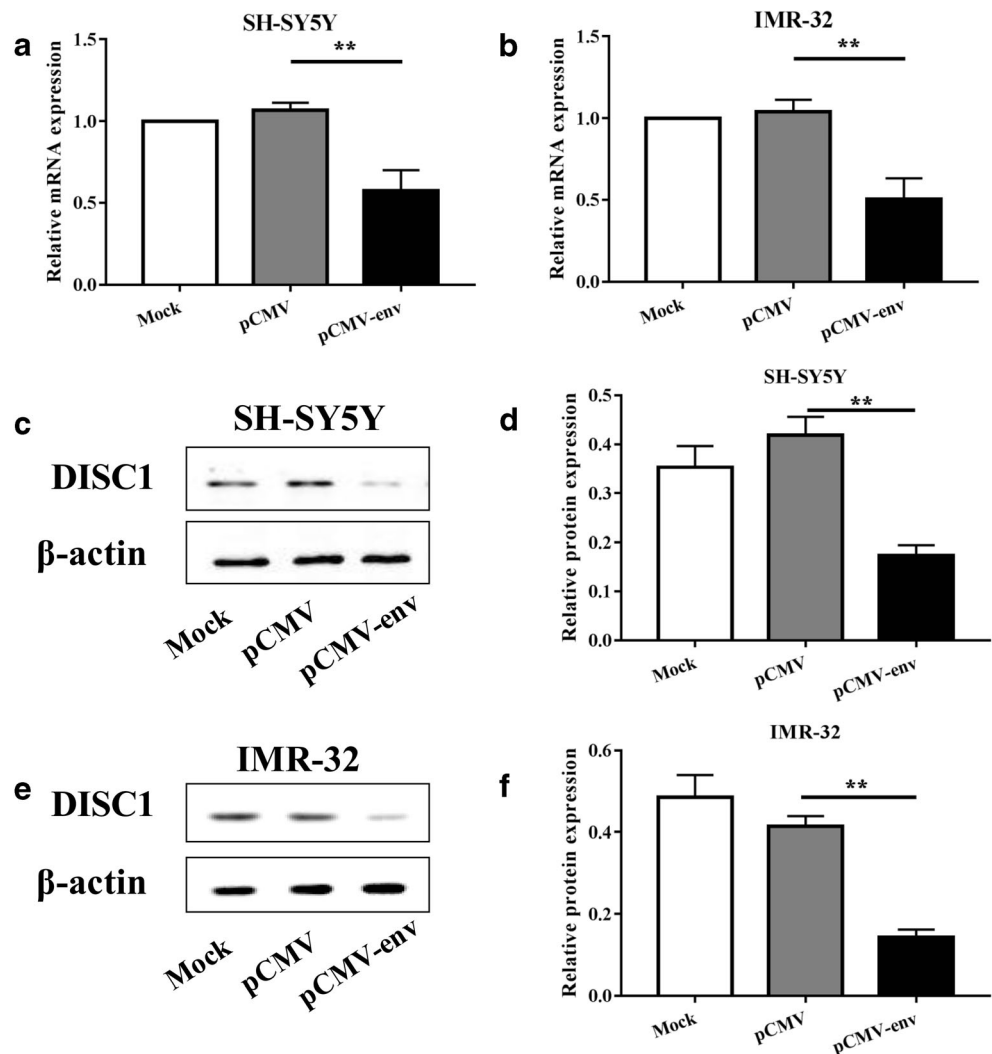 a
SH-SY5Y
**
Relative mRNA expression
1.5
1.0
0.5
0.0
Mock
pCMV
pCMV-env
b
IMR-32
**
Relative mRNA expression
1.5
1.0
0.5
0.0
Mock
pCMV
pCMV-env
c
SH-SY5Y
DISC1
β-actin
Mock
pCMV
pCMV-env
d
SH-SY5Y
**
Relative protein expression
0.5
0.4
0.3
0.2
0.1
0.0
Mock
pCMV
pCMV-env
e
IMR-32
DISC1
β-actin
Mock
pCMV
pCMV-env
f
IMR-32
**
Relative protein expression
0.6
0.4
0.2
0.0
Mock
pCMV
pCMV-env